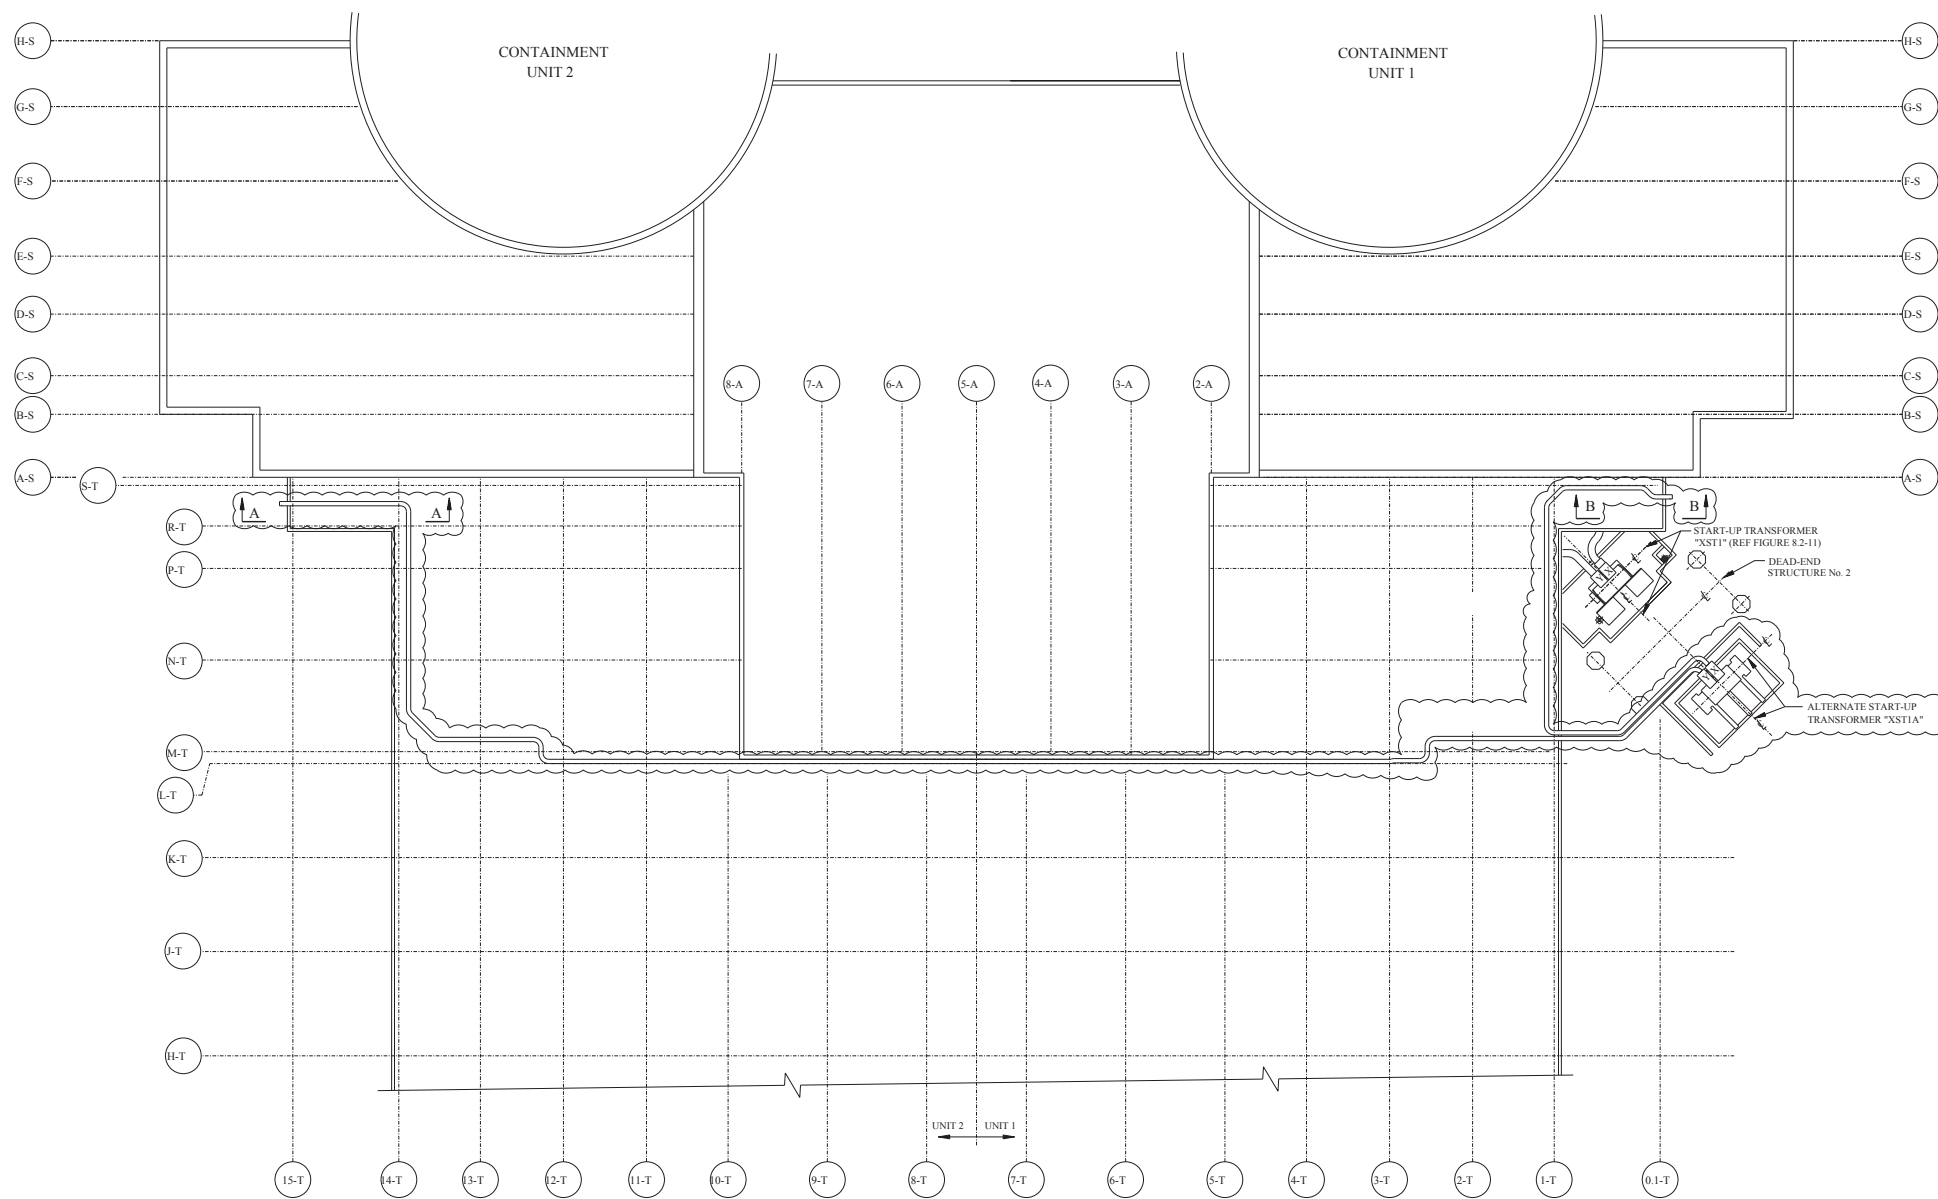 H-S
CONTAINMENT
UNIT 2
CONTAINMENT
UNIT 1
H-S
G-S
G-S
F-S
F-S
E-S
E-S
D-S
D-S
C-S
8-A
7-A
6-A
5-A
4-A
3-A
2-A
C-S
B-S
B-S
A-S
S-T
A-S
A
A
B
B
R-T
START-UP TRANSFORMER
"XST1" (REF FIGURE 8.2-11)
P-T
DEAD-END
STRUCTURE No. 2
X
Y
N-T
X
Y
ALTERNATE START-UP
TRANSFORMER "XST1A"
M-T
L-T
K-T
J-T
H-T
UNIT 2
UNIT 1
15-T
14-T
13-T
12-T
11-T
10-T
9-T
8-T
7-T
6-T
5-T
4-T
3-T
2-T
1-T
0.1-T